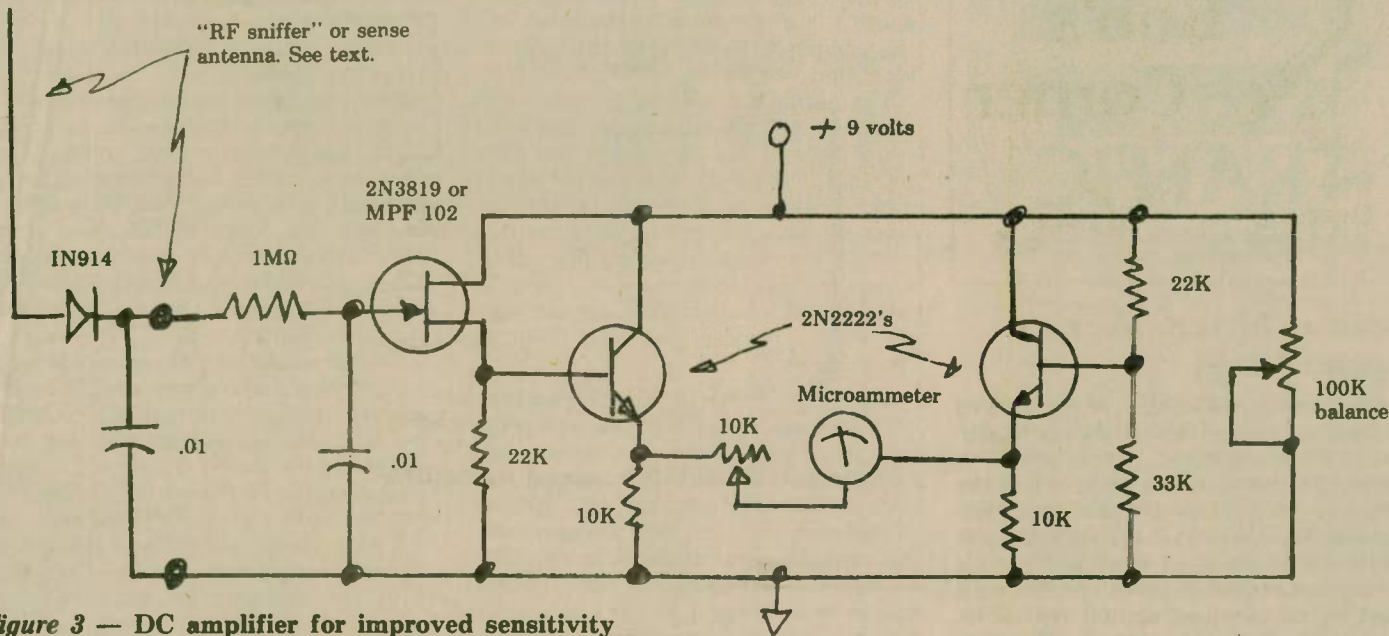 "RF sniffer" or sense
antenna. See text.
+ 9 volts
2N3819 or
MPF 102
IN914
1MΩ
22K
2N2222's
Microammeter
100K
balance
10K
.01
.01
22K
10K
33K
10K
igure 3 — DC amplifier for improved sensitivity